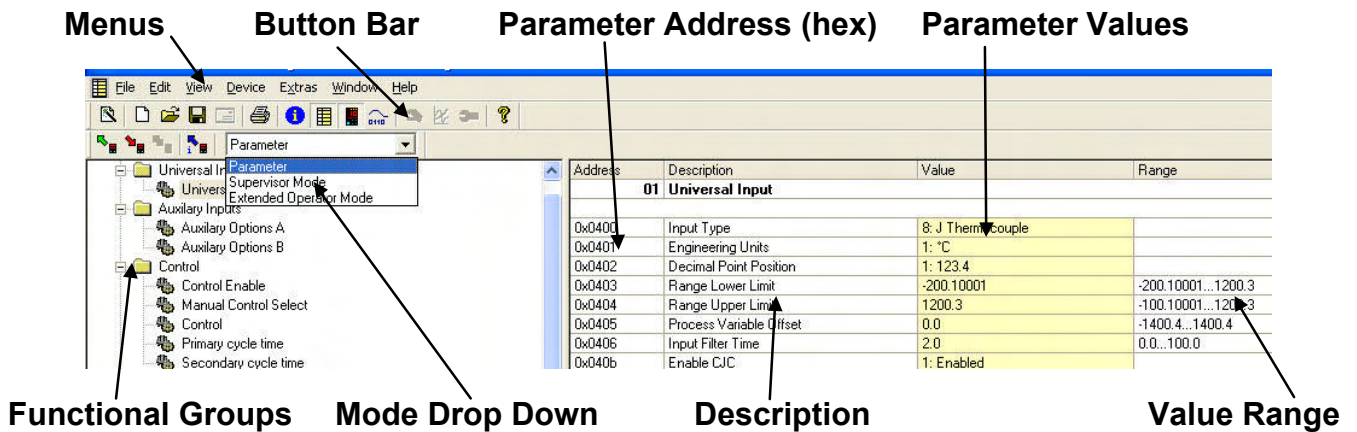 Menus Button Bar Parameter Address (hex) Parameter Values
File Edit View Device Extras Window Help
Parameter
Parameter
Supervisor Mode
Extended Operator Mode
Universal In
Univers
Auxilary Inputs
Auxilary Options A
Auxilary Options B
Control
Control Enable
Manual Control Select
Control
Primary cycle time
Secondary cycle time
Address Description Value Range
01 Universal Input
0x0400 Input Type 8: J Thermocouple
0x0401 Engineering Units 1: °C
0x0402 Decimal Point Position 1: 123.4
0x0403 Range Lower Limit -200.10001 -200.10001...1200.3
0x0404 Range Upper Limit 1200.3 -100.10001...1200.3
0x0405 Process Variable Offset 0.0 -1400.4...1400.4
0x0406 Input Filter Time 2.0 0.0...100.0
0x040b Enable CJC 1: Enabled
Functional Groups Mode Drop Down Description Value Range